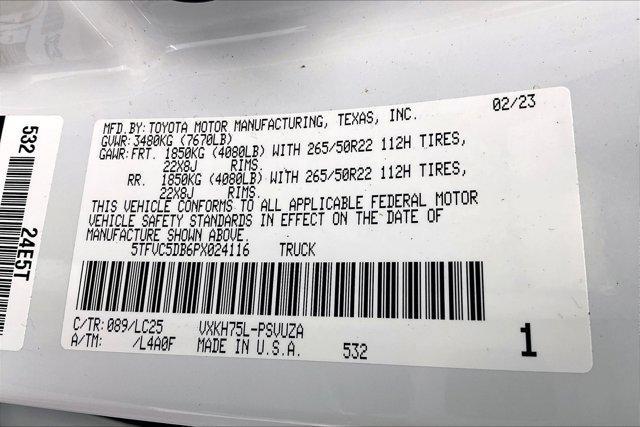 MFD.BY:TOYOTA MOTOR MANUFACTURING, TEXAS, INC. 02/23
GVWR:3480KG (7670LB)
GAWR:FRT. 1850KG (4080LB) WITH 265/50R22 112H TIRES,
22X8J RIMS.
RR. 1850KG (4080LB) WITH 265/50R22 112H TIRES,
22X8J RIMS.
THIS VEHICLE CONFORMS TO ALL APPLICABLE FEDERAL MOTOR
VEHICLE SAFETY STANDARDS IN EFFECT ON THE DATE OF
MANUFACTURE SHOWN ABOVE.
5TFVC5DB6PX024116 TRUCK
C/TR:089/LC25 VXKH75L-PSVUZA
A/TM: /L4A0F MADE IN U.S.A. 532 1
532 24E5T